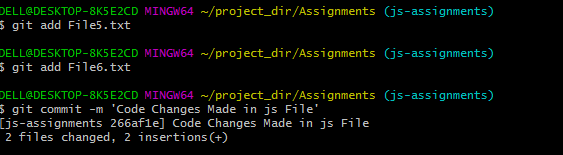 DELL@DESKTOP-8K5E2CD MINGW64 ~/project_dir/Assignments (js-assignments)
$ git add File5.txt
DELL@DESKTOP-8K5E2CD MINGW64 ~/project_dir/Assignments (js-assignments)
$ git add File6.txt
DELL@DESKTOP-8K5E2CD MINGW64 ~/project_dir/Assignments (js-assignments)
$ git commit -m 'Code Changes Made in js File'
[js-assignments 266af1e] Code Changes Made in js File
 2 files changed, 2 insertions(+)